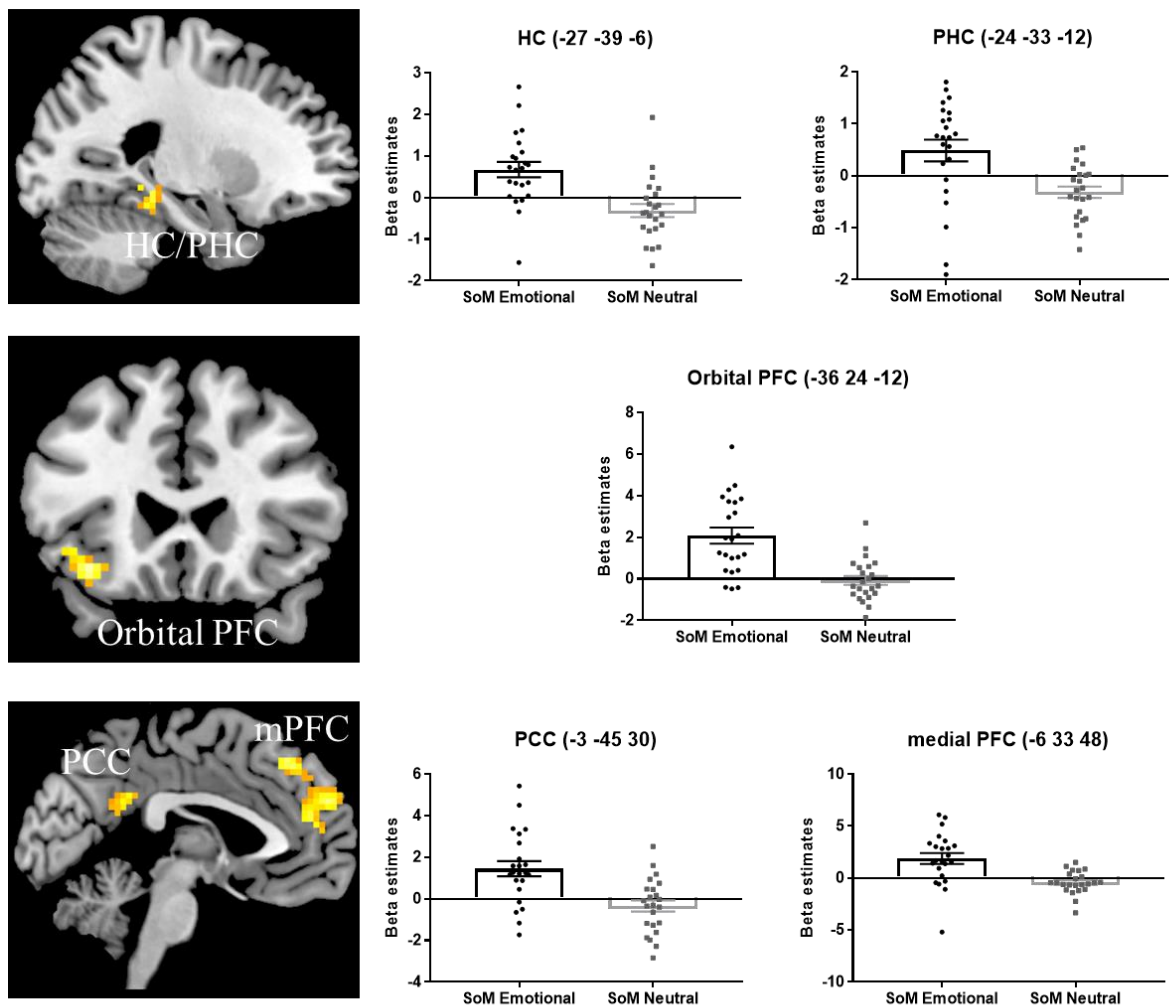 HC/PHC
HC (-27 -39 -6)
Beta estimates
3
2
1
0
-1
-2
SoM Emotional
SoM Neutral
PHC (-24 -33 -12)
Beta estimates
2
1
0
-1
-2
SoM Emotional
SoM Neutral
Orbital PFC
Orbital PFC (-36 24 -12)
Beta estimates
8
6
4
2
0
-2
SoM Emotional
SoM Neutral
mPFC
PCC
PCC (-3 -45 30)
Beta estimates
6
4
2
0
-2
-4
SoM Emotional
SoM Neutral
medial PFC (-6 33 48)
Beta estimates
10
5
0
-5
-10
SoM Emotional
SoM Neutral